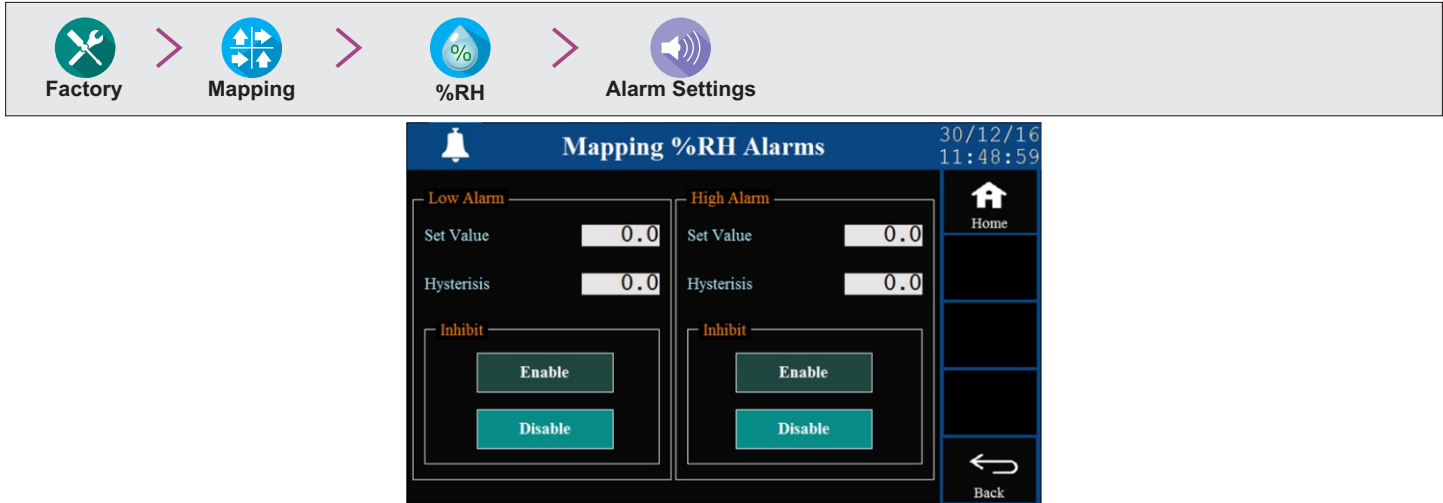 %
Factory
Mapping
%RH
Alarm Settings
Mapping %RH Alarms
30/12/16
11:48:59
Low Alarm
Set Value 0.0
Hysterisis 0.0
Inhibit
Enable
Disable
High Alarm
Set Value 0.0
Hysterisis 0.0
Inhibit
Enable
Disable
Home
Back